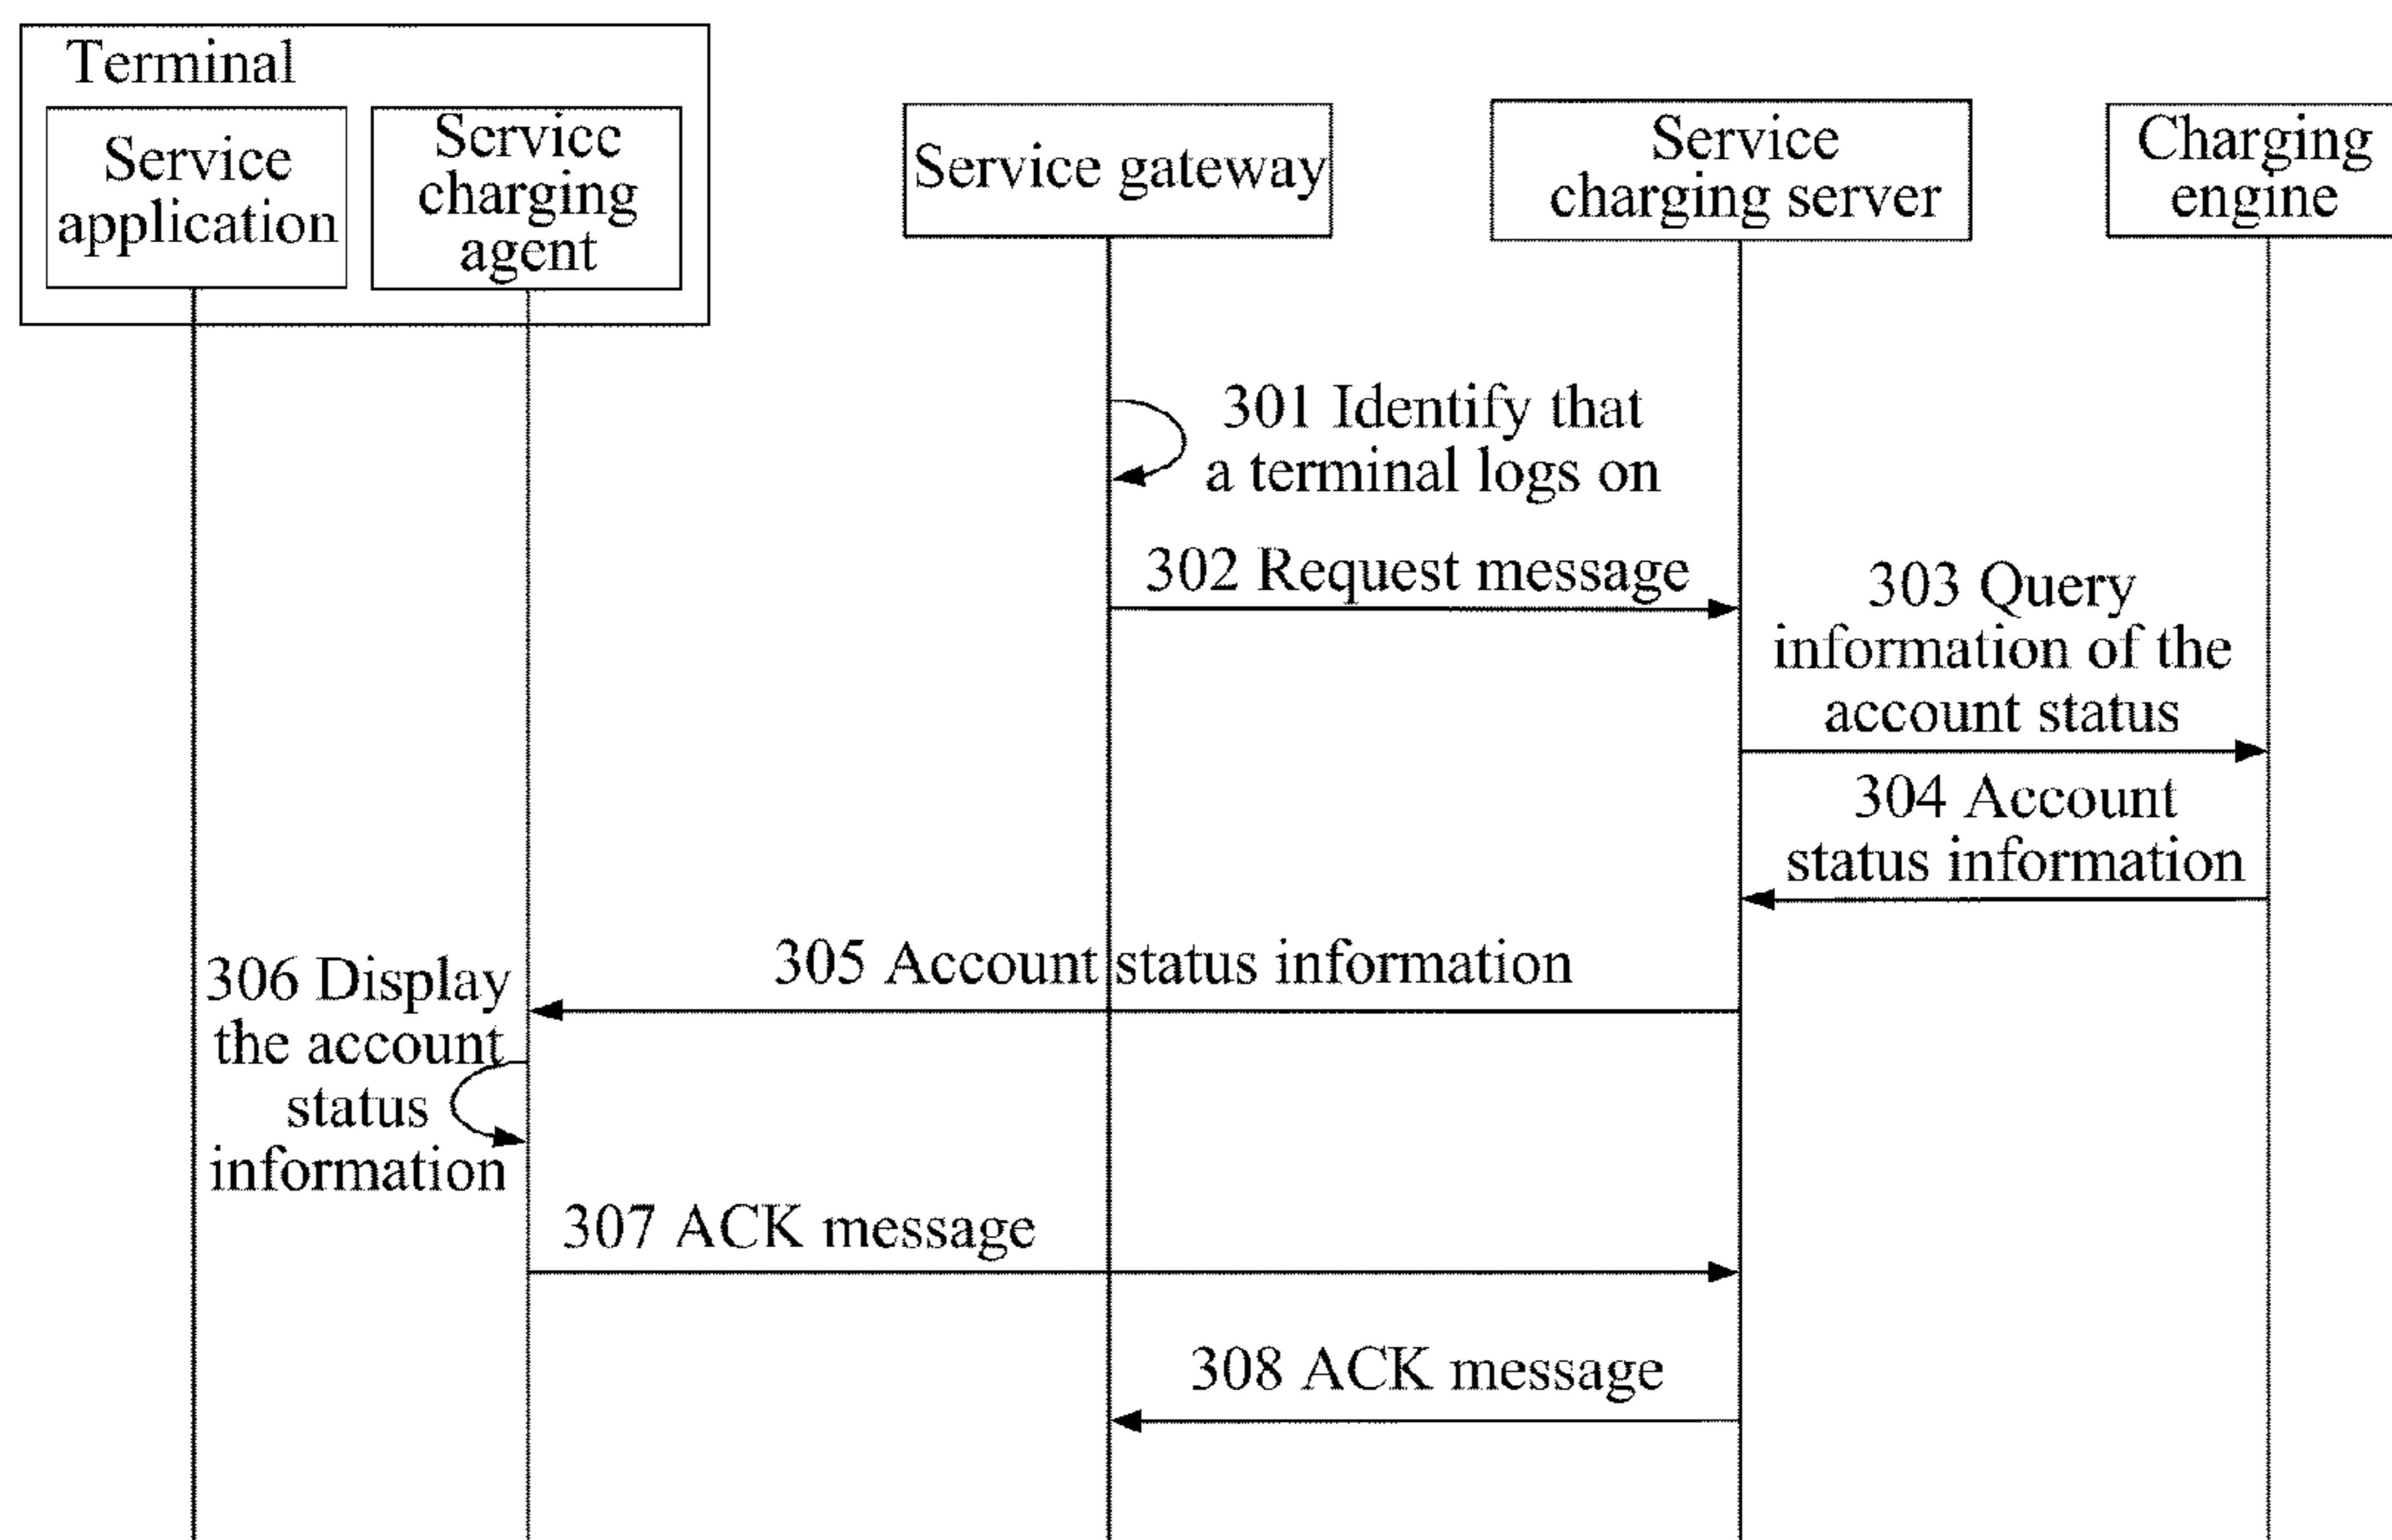 Terminal
Service
application
Service
charging
agent
Service gateway
Service
charging server
Charging
engine
301 Identify that
a terminal logs on
302 Request message
303 Query
information of the
account status
304 Account
status information
305 Account status information
306 Display
the account
status
information
307 ACK message
308 ACK message